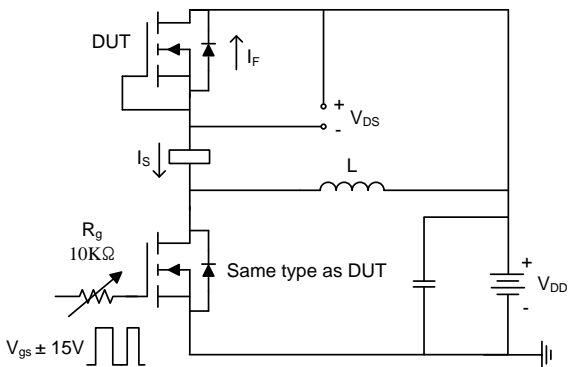 DUT
I_F
+
V_DS
-
I_S
L
R_g
10KΩ
Same type as DUT
+
V_DD
-
V_gs ± 15V